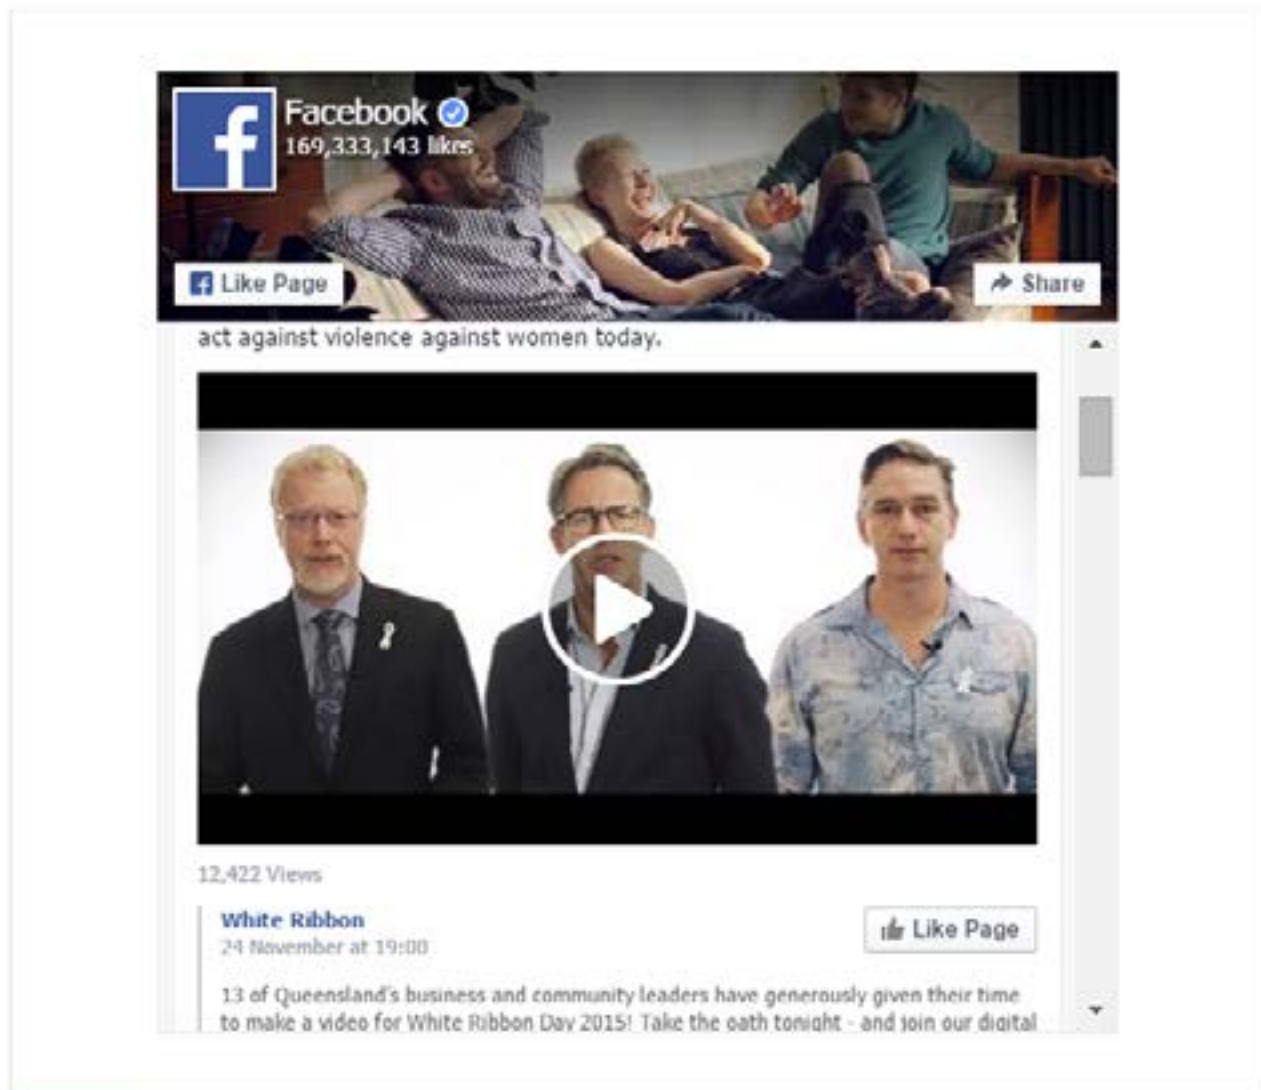 Facebook
169,333,143 likes
Like Page
Share
act against violence against women today.
12,422 Views
White Ribbon
Like Page
24 November at 19:00
13 of Queensland's business and community leaders have generously given their time
to make a video for White Ribbon Day 2015! Take the oath tonight - and join our digital